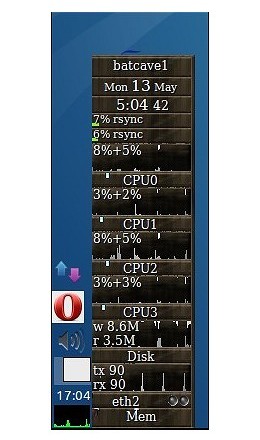 batcave1
Mon 13 May
5:04 42
7% rsync
6% rsync
8%+5%
CPU0
3%+2%
CPU1
8%+5%
CPU2
3%+3%
CPU3
w 8.6M
r 3.5M
Disk
tx 90
rx 90
eth2
Mem
17:04